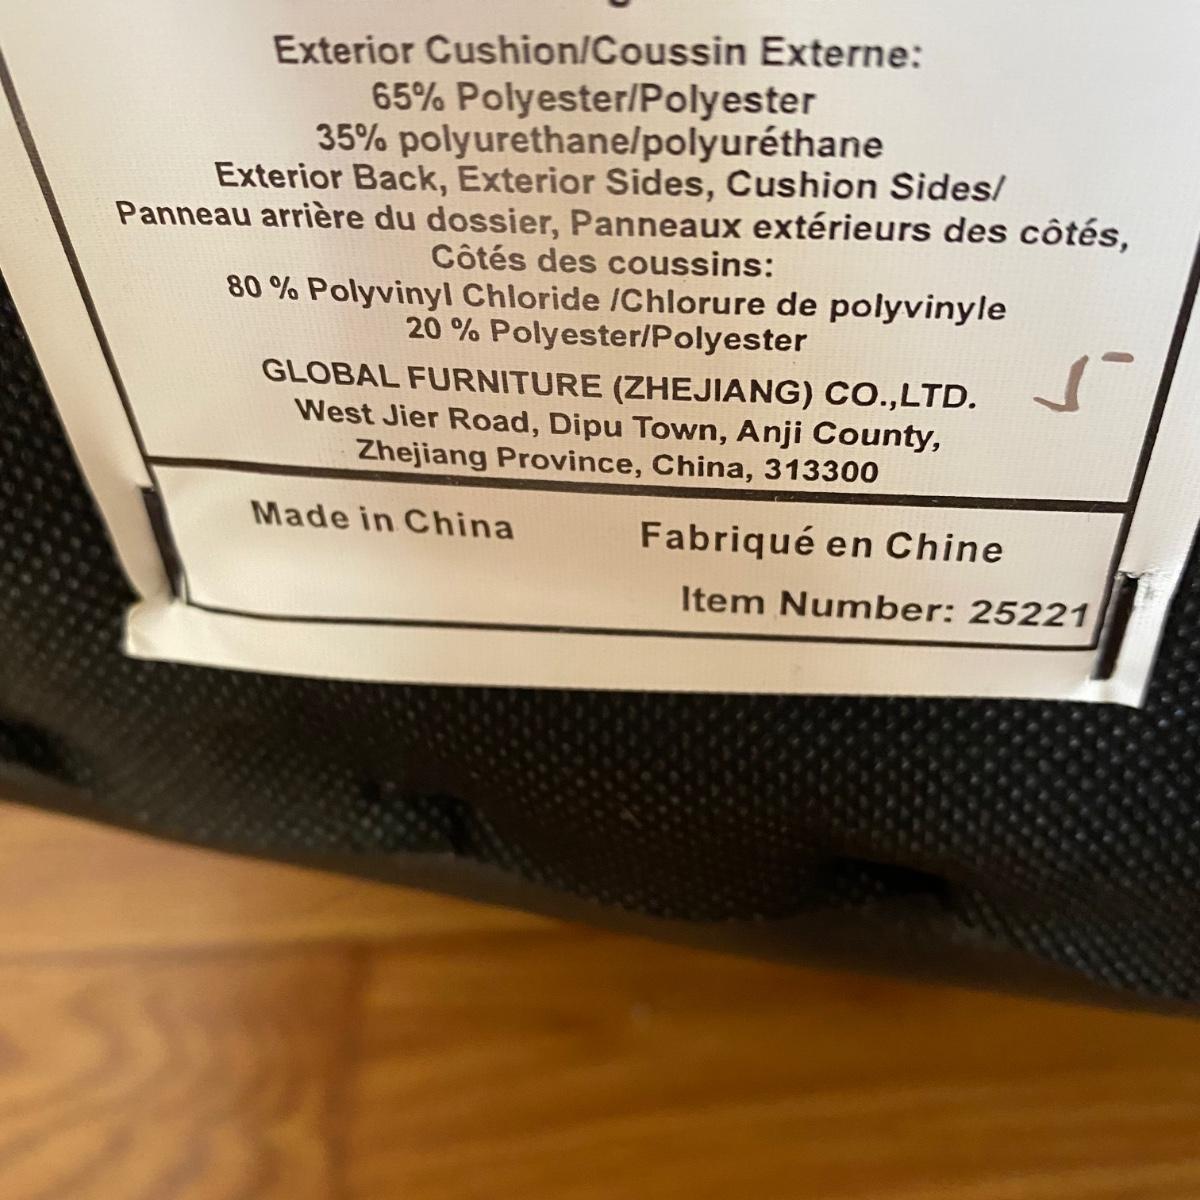 Exterior Cushion/Coussin Externe:
65% Polyester/Polyester
35% polyurethane/polyuréthane
Exterior Back, Exterior Sides, Cushion Sides/
Panneau arrière du dossier, Panneaux extérieurs des côtés,
Côtés des coussins:
80 % Polyvinyl Chloride /Chlorure de polyvinyle
20 % Polyester/Polyester
GLOBAL FURNITURE (ZHEJIANG) CO.,LTD.
West Jier Road, Dipu Town, Anji County,
Zhejiang Province, China, 313300
Made in China Fabriqué en Chine
Item Number: 25221